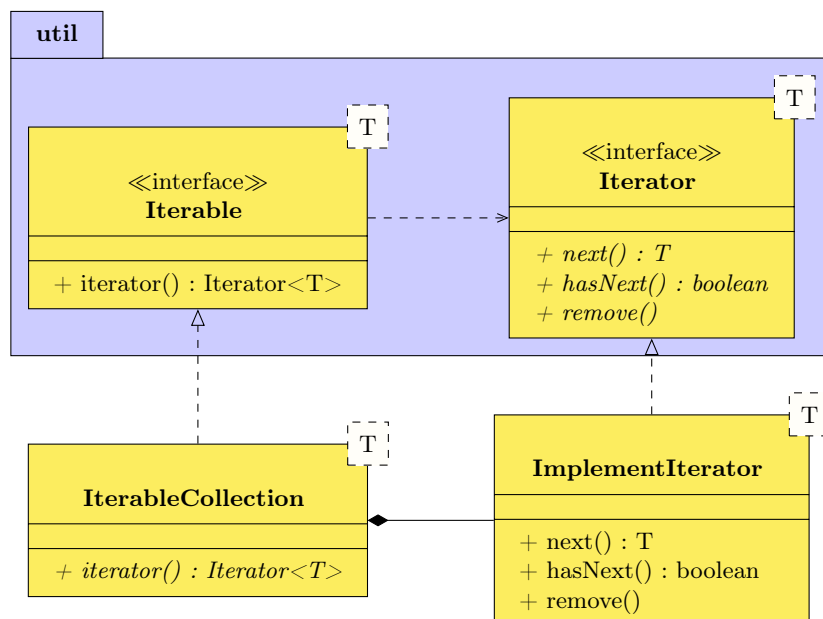 util
T
≪interface≫
Iterable
+ iterator() : Iterator<T>
T
≪interface≫
Iterator
+ next() : T
+ hasNext() : boolean
+ remove()
T
IterableCollection
+ iterator() : Iterator<T>
T
ImplementIterator
+ next() : T
+ hasNext() : boolean
+ remove()